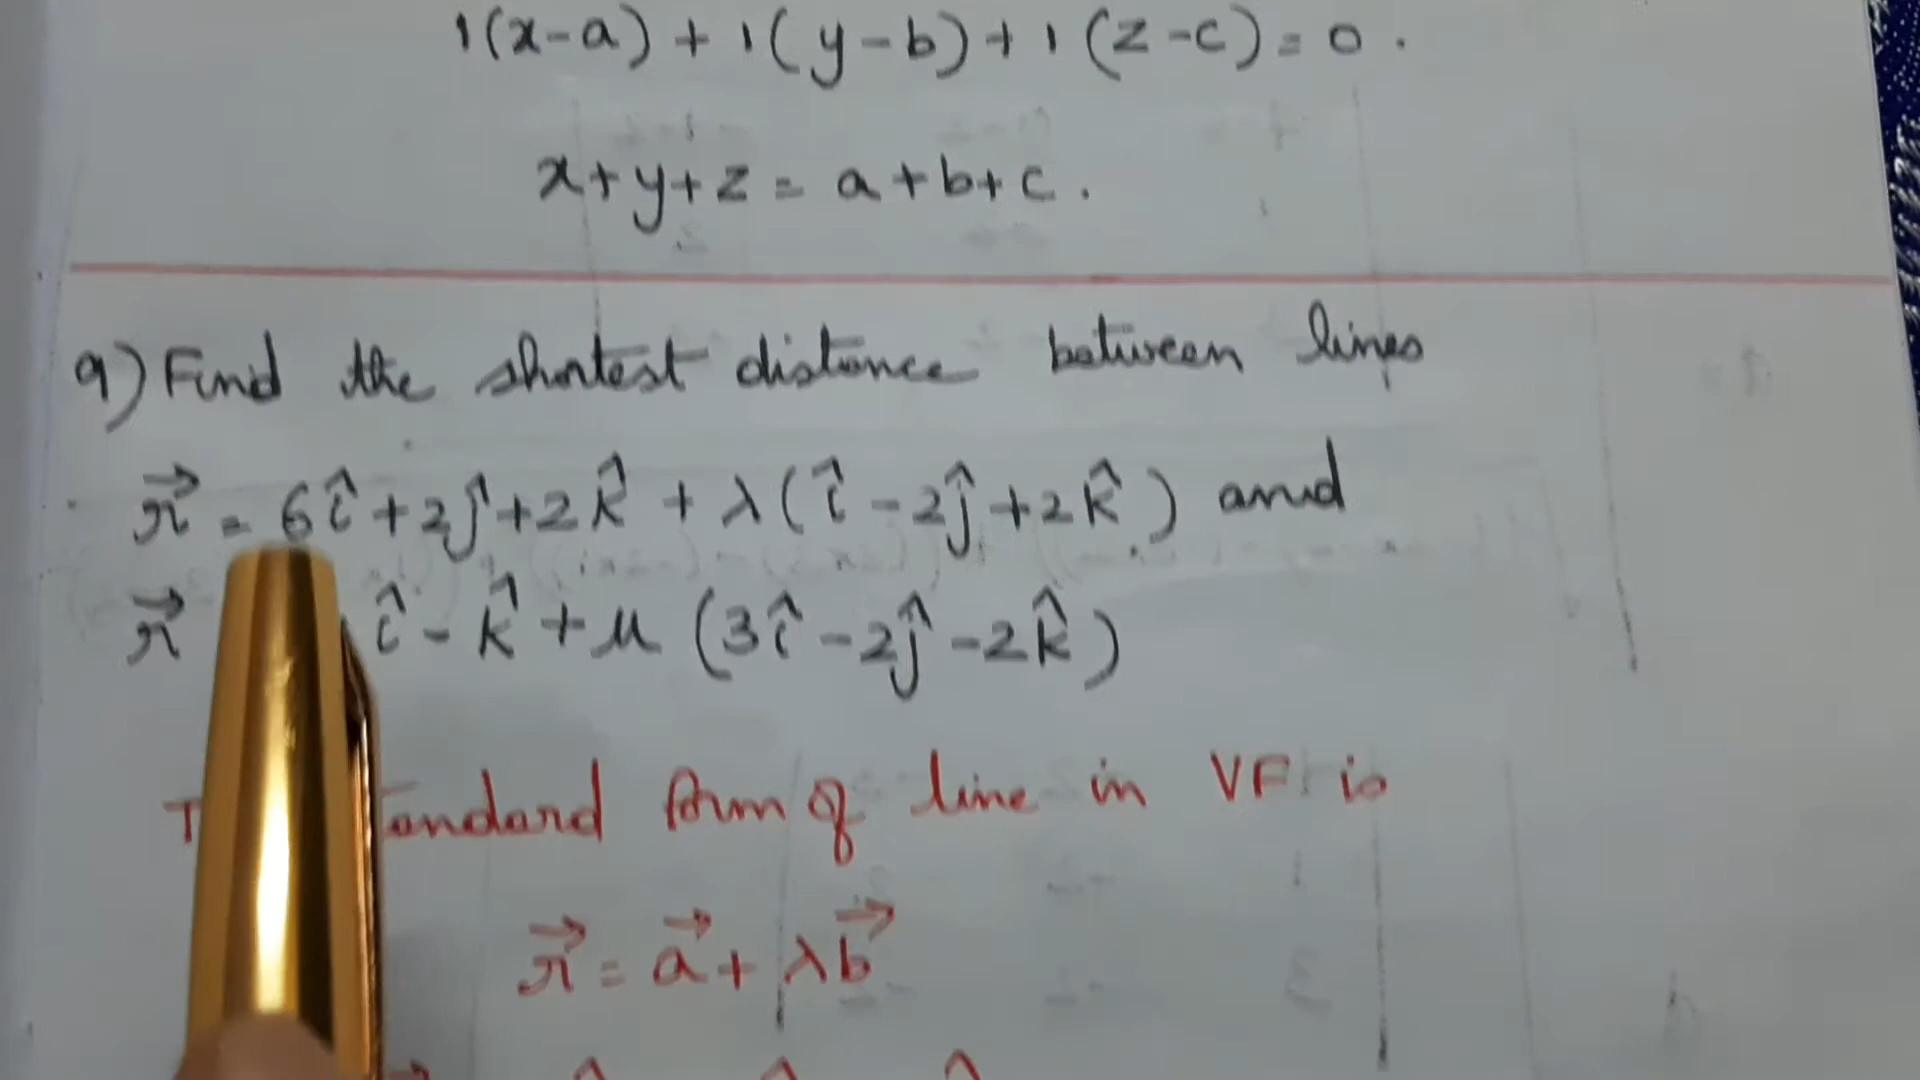 1(x-a) + 1(y-b) + 1(z-c) = 0.
x+y+z = a+b+c.
9) Find the shortest distance between lines
r⃗ = 6î + 2ĵ + 2k̂ + λ(î - 2ĵ + 2k̂) and
r⃗ î - k̂ + μ (3î - 2ĵ - 2k̂)
form of line in VF is
r⃗ = a⃗ + λb⃗